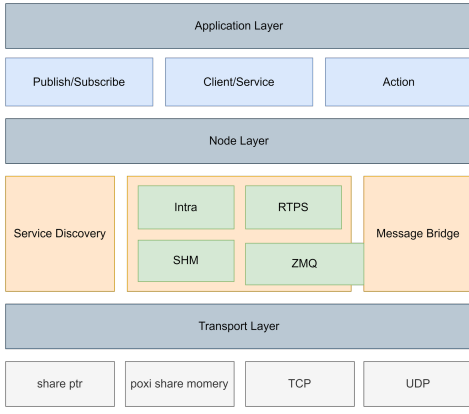 Application Layer
Publish/Subscribe
Client/Service
Action
Node Layer
Service Discovery
Intra
RTPS
SHM
ZMQ
Message Bridge
Transport Layer
share ptr
poxi share momery
TCP
UDP